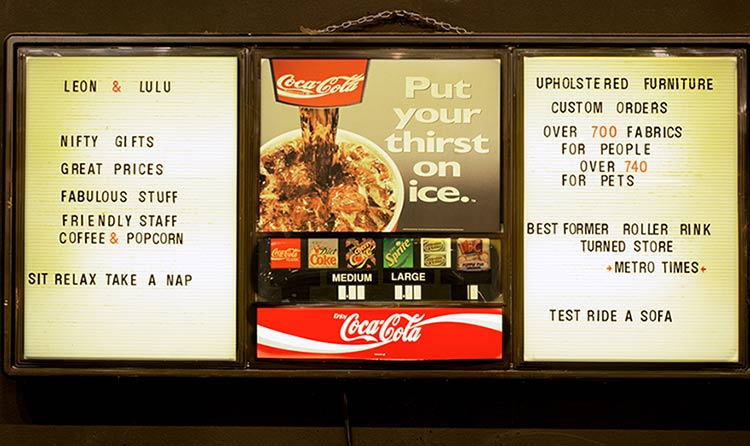 LEON & LULU
NIFTY GIFTS
GREAT PRICES
FABULOUS STUFF
FRIENDLY STAFF
COFFEE & POPCORN
SIT RELAX TAKE A NAP
Coca-Cola
Put
your
thirst
on
ice.
Coca-Cola
Diet
Coke
Sprite
MEDIUM LARGE
Enjoy
Coca-Cola
UPHOLSTERED FURNITURE
CUSTOM ORDERS
OVER 700 FABRICS
FOR PEOPLE
OVER 740
FOR PETS
BEST FORMER ROLLER RINK
TURNED STORE
METRO TIMES
TEST RIDE A SOFA